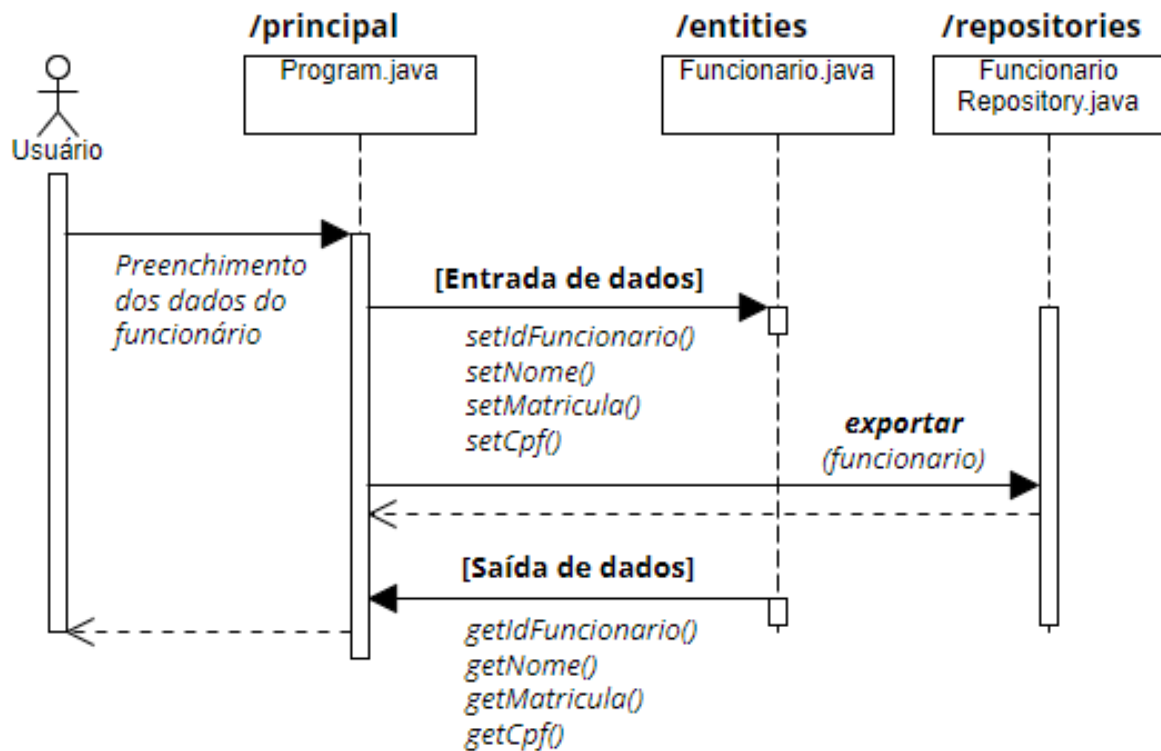 /principal
/entities
/repositories
Program.java
Funcionario.java
Funcionario
Repository.java
Usuário
Preenchimento
dos dados do
funcionário
[Entrada de dados]
setIdFuncionario()
setNome()
setMatricula()
setCpf()
exportar
(funcionario)
[Saída de dados]
getIdFuncionario()
getNome()
getMatricula()
getCpf()